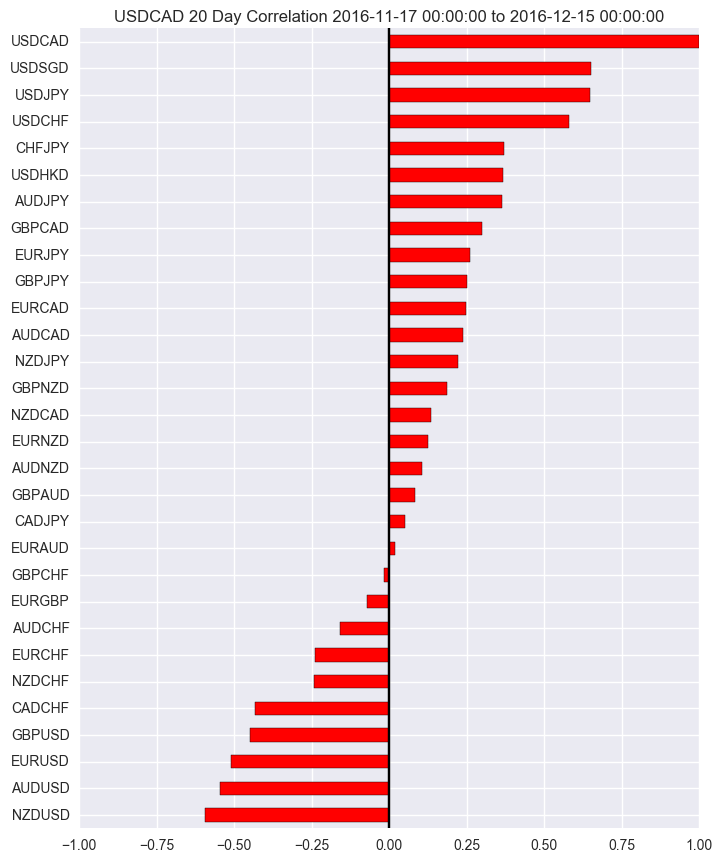 USDCAD 20 Day Correlation 2016-11-17 00:00:00 to 2016-12-15 00:00:00
USDCAD
USDSGD
USDJPY
USDCHF
CHFJPY
USDHKD
AUDJPY
GBPCAD
EURJPY
GBPJPY
EURCAD
AUDCAD
NZDJPY
GBPNZD
NZDCAD
EURNZD
AUDNZD
GBPAUD
CADJPY
EURAUD
GBPCHF
EURGBP
AUDCHF
EURCHF
NZDCHF
CADCHF
GBPUSD
EURUSD
AUDUSD
NZDUSD
−1.00 −0.75 −0.50 −0.25 0.00 0.25 0.50 0.75 1.00